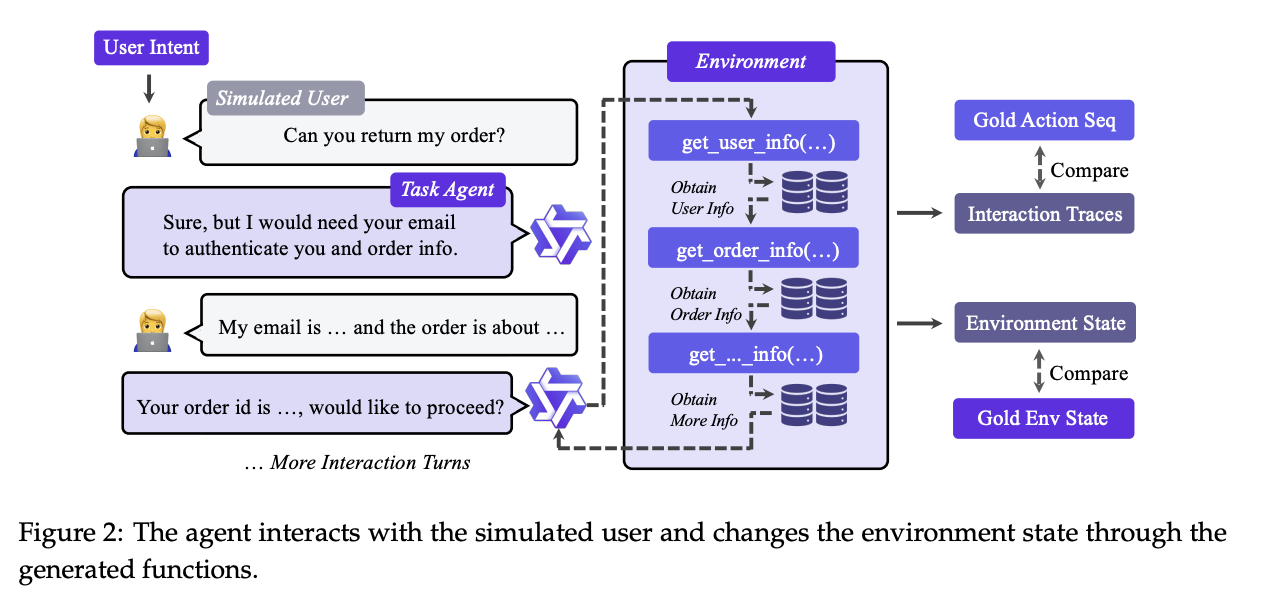 User Intent
Simulated User
Can you return my order?
Task Agent
Sure, but I would need your email
to authenticate you and order info.
My email is … and the order is about …
Your order id is …, would like to proceed?
… More Interaction Turns
Environment
get_user_info(…)
Obtain
User Info
get_order_info(…)
Obtain
Order Info
get_…_info(…)
Obtain
More Info
Gold Action Seq
Compare
Interaction Traces
Environment State
Compare
Gold Env State
Figure 2: The agent interacts with the simulated user and changes the environment state through the
generated functions.